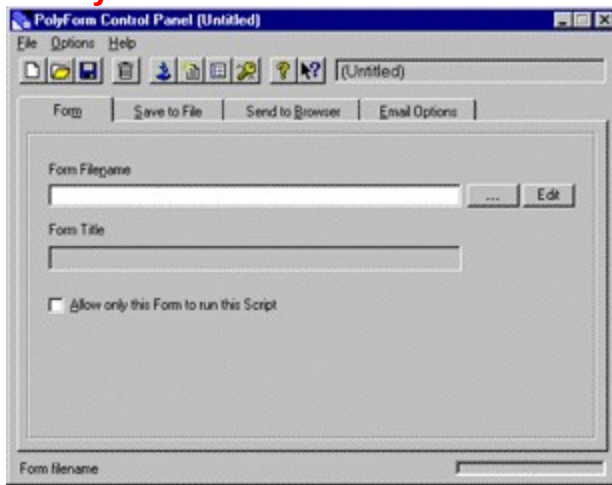 PolyForm Control Panel (Untitled)
File Options Help
(Untitled)
Form Save to File Send to Browser Email Options
Form Filename
... Edit
Form Title
Allow only this Form to run this Script
Form filename